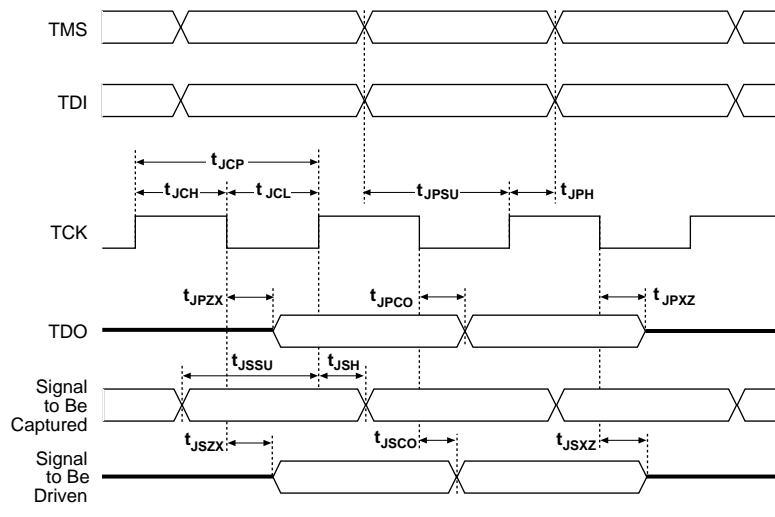 TMS
TDI
tJCP
tJCH
tJCL
tJPSU
tJPH
TCK
tJPZX
tJPCO
tJPXZ
TDO
tJSSU
tJSH
Signal
to Be
Captured
tJSZX
tJSCO
tJSXZ
Signal
to Be
Driven